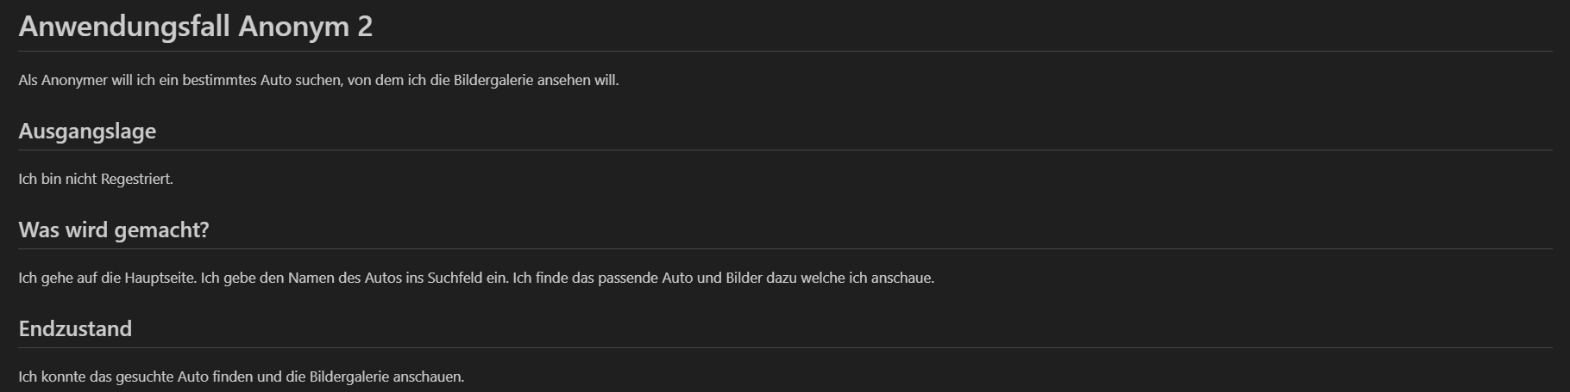 Anwendungsfall Anonym 2
Als Anonymer will ich ein bestimmtes Auto suchen, von dem ich die Bildergalerie ansehen will.
Ausgangslage
Ich bin nicht Regestriert.
Was wird gemacht?
Ich gehe auf die Hauptseite. Ich gebe den Namen des Autos ins Suchfeld ein. Ich finde das passende Auto und Bilder dazu welche ich anschaue.
Endzustand
Ich konnte das gesuchte Auto finden und die Bildergalerie anschauen.